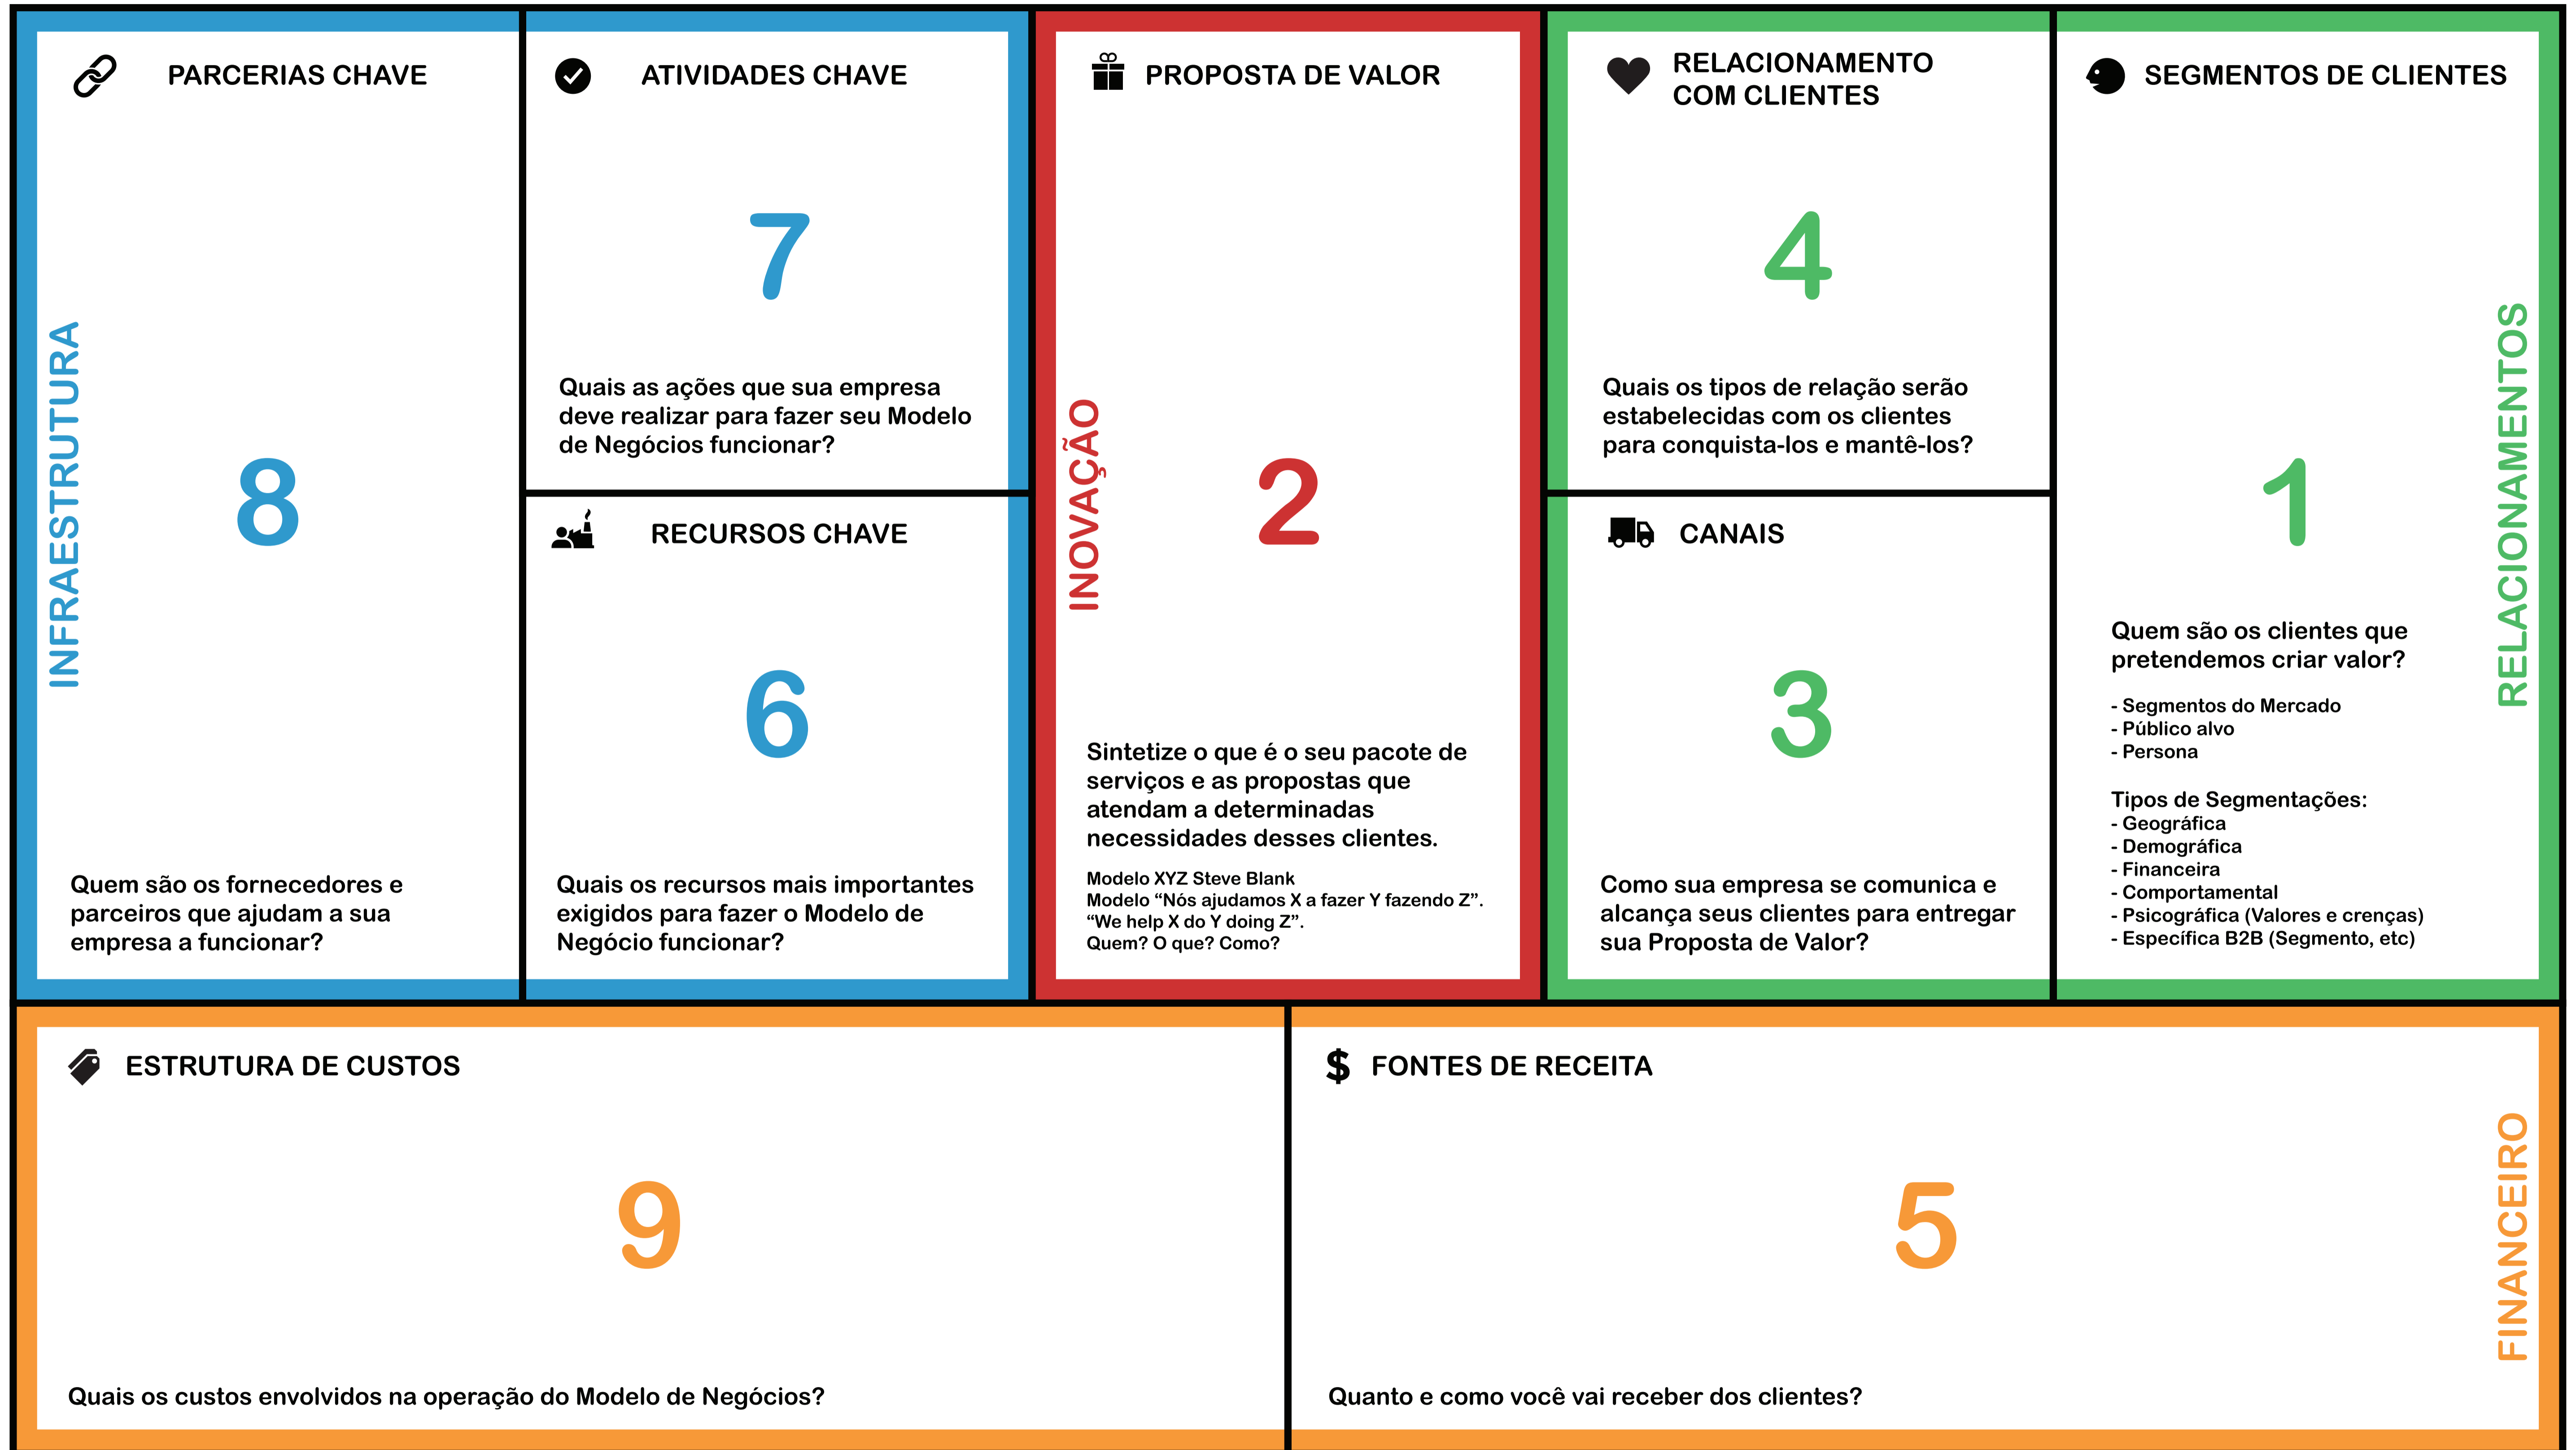 PARCERIAS CHAVE
INFRAESTRUTURA
8
Quem são os fornecedores e
parceiros que ajudam a sua
empresa a funcionar?
ATIVIDADES CHAVE
7
Quais as ações que sua empresa
deve realizar para fazer seu Modelo
de Negócios funcionar?
RECURSOS CHAVE
6
Quais os recursos mais importantes
exigidos para fazer o Modelo de
Negócio funcionar?
PROPOSTA DE VALOR
INOVAÇÃO
2
Sintetize o que é o seu pacote de
serviços e as propostas que
atendam a determinadas
necessidades desses clientes.
Modelo XYZ Steve Blank
Modelo “Nós ajudamos X a fazer Y fazendo Z”.
“We help X do Y doing Z”.
Quem? O que? Como?
RELACIONAMENTO
COM CLIENTES
4
Quais os tipos de relação serão
estabelecidas com os clientes
para conquista-los e mantê-los?
CANAIS
3
Como sua empresa se comunica e
alcança seus clientes para entregar
sua Proposta de Valor?
SEGMENTOS DE CLIENTES
1
RELACIONAMENTOS
Quem são os clientes que
pretendemos criar valor?
- Segmentos do Mercado
- Público alvo
- Persona
Tipos de Segmentações:
- Geográfica
- Demográfica
- Financeira
- Comportamental
- Psicográfica (Valores e crenças)
- Específica B2B (Segmento, etc)
ESTRUTURA DE CUSTOS
9
Quais os custos envolvidos na operação do Modelo de Negócios?
$ FONTES DE RECEITA
5
FINANCEIRO
Quanto e como você vai receber dos clientes?